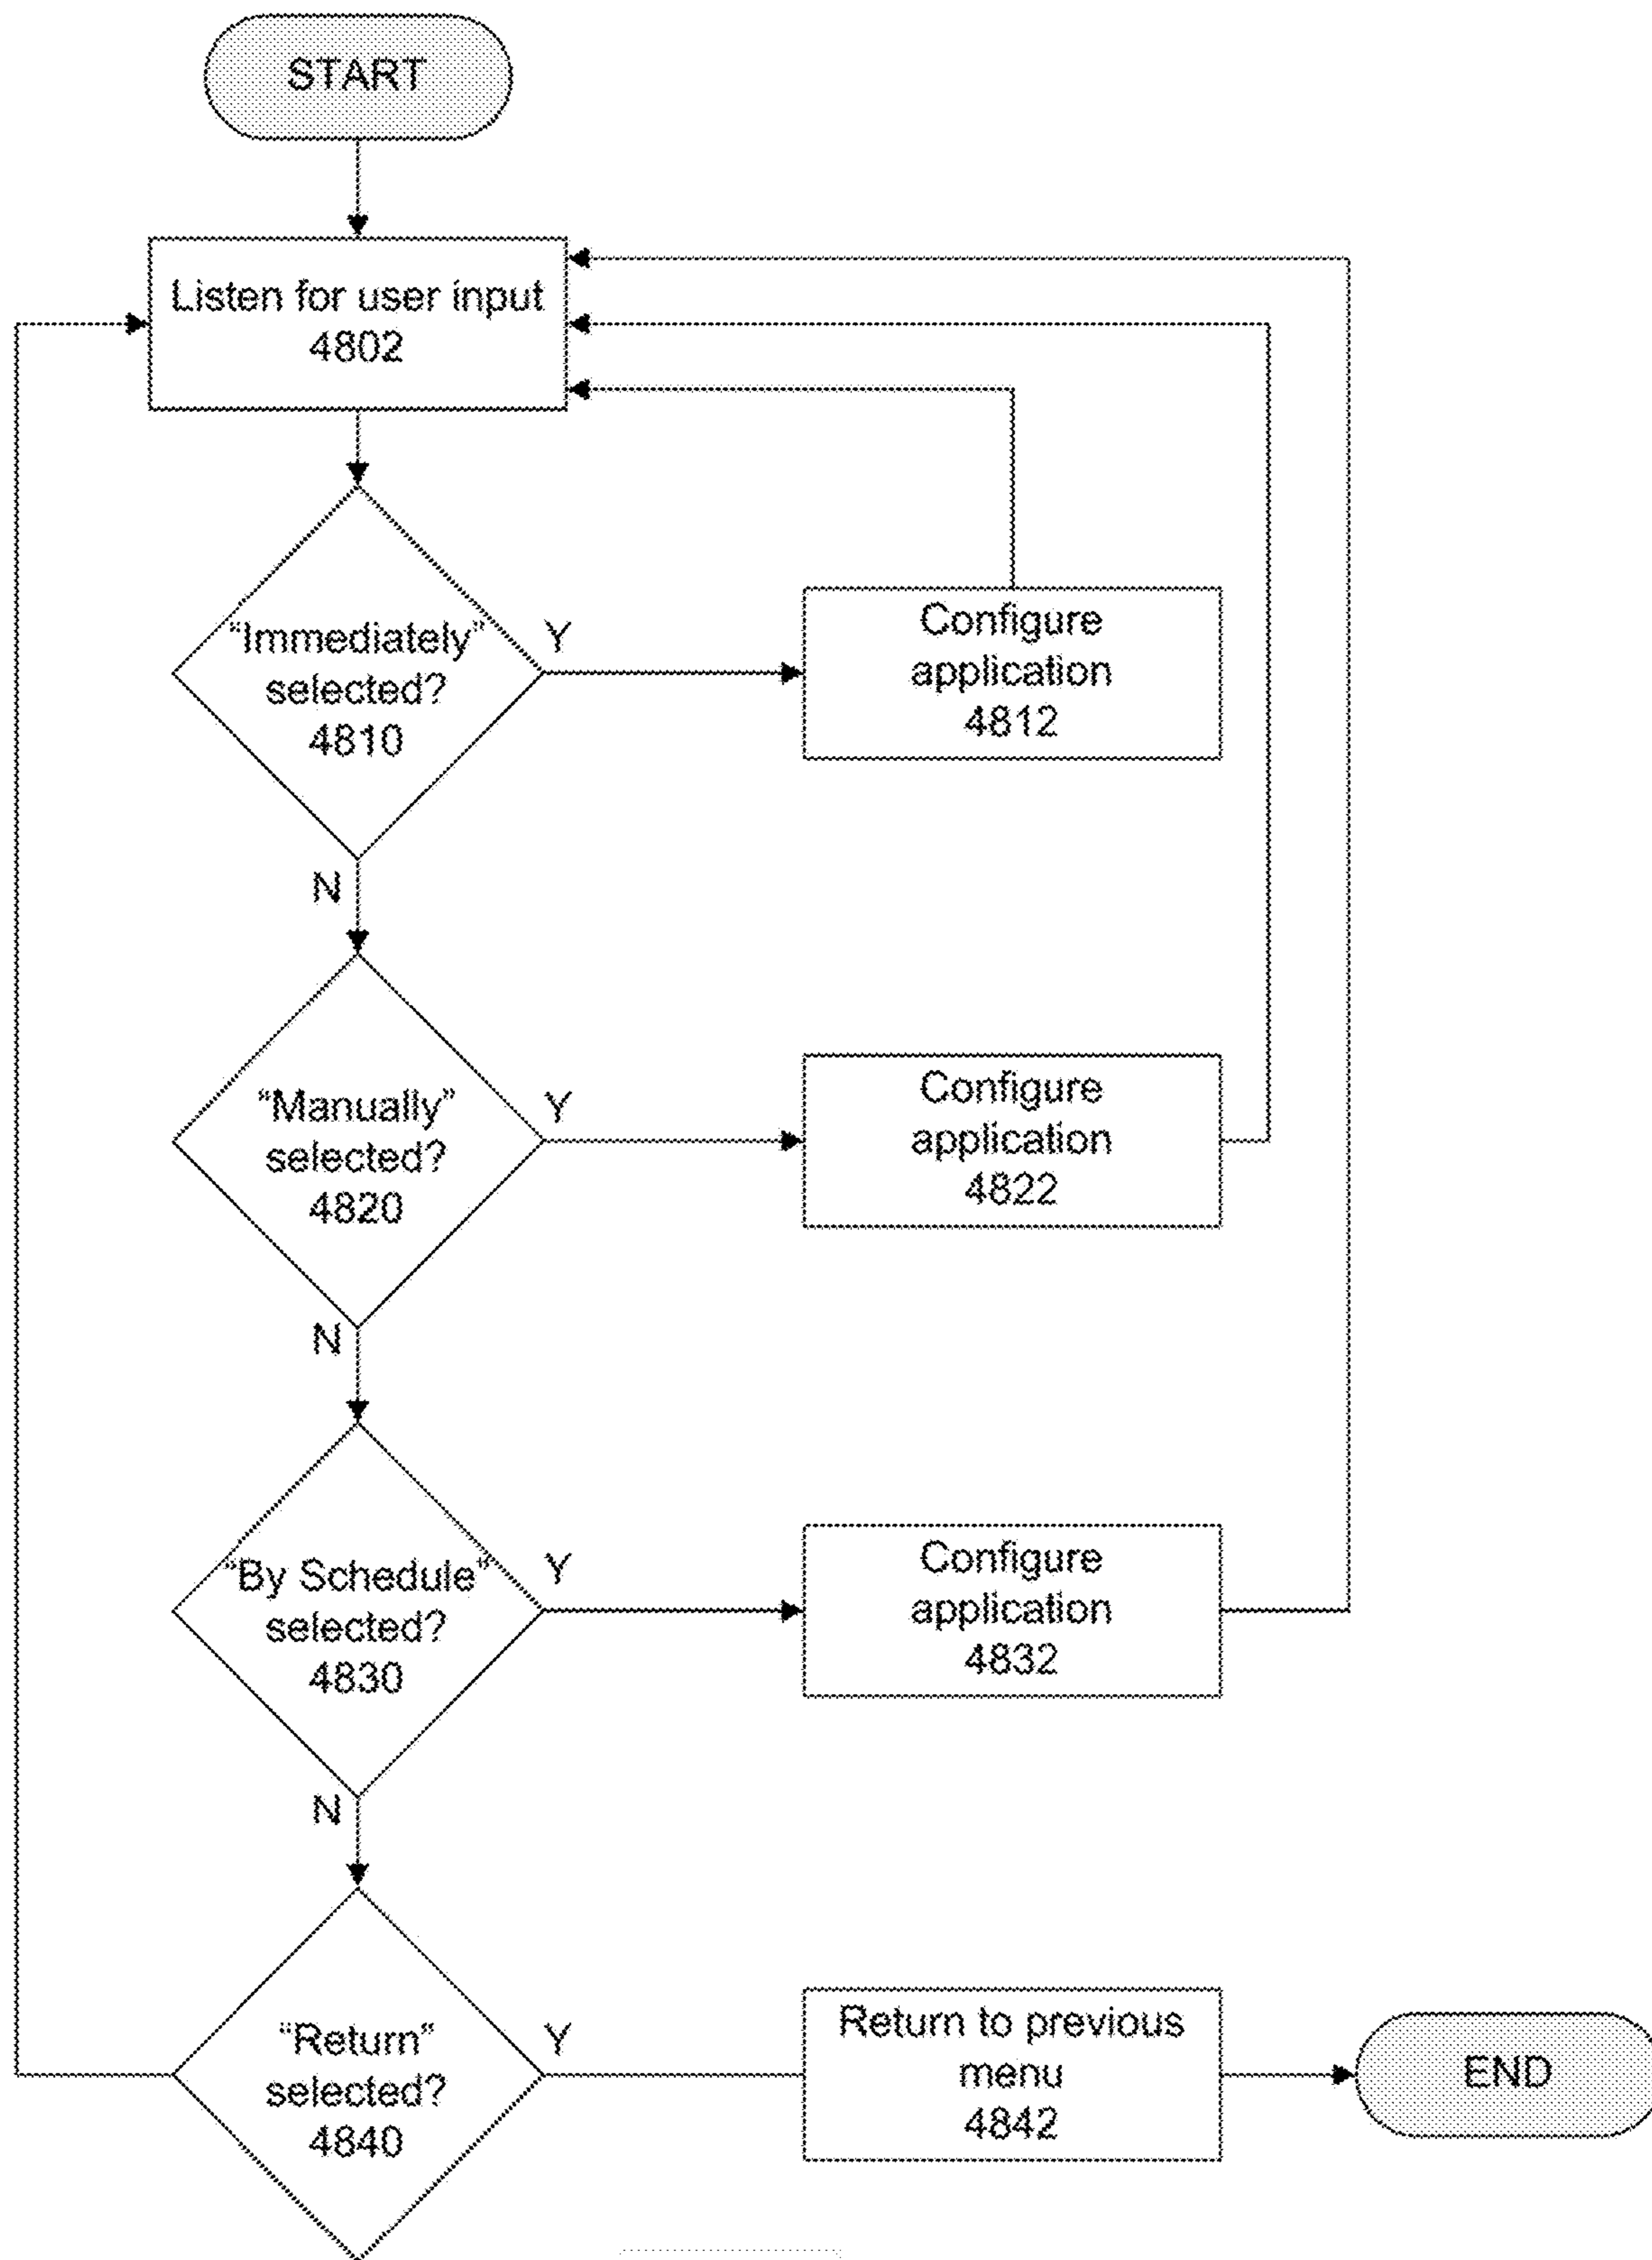 START
Listen for user input
4802
"Immediately"
selected?
4810
Y
Configure
application
4812
N
"Manually"
selected?
4820
Y
Configure
application
4822
N
"By Schedule"
selected?
4830
Y
Configure
application
4832
N
"Return"
selected?
4840
Y
Return to previous
menu
4842
END